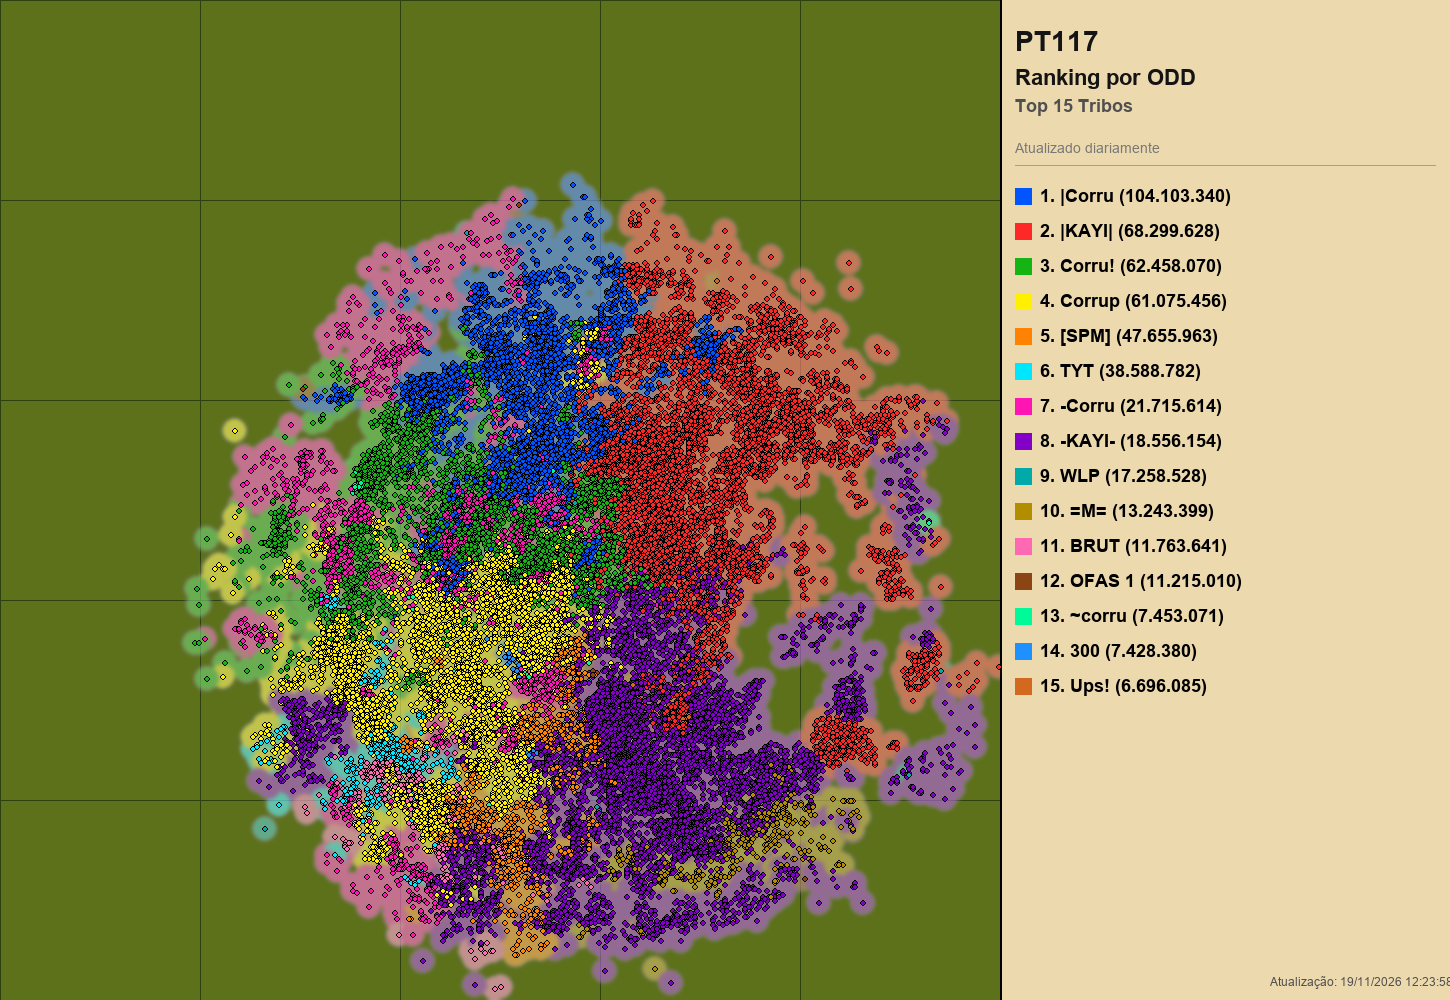 PT117
Ranking por ODD
Top 15 Tribos
Atualizado diariamente
1. |Corru (104.103.340)
2. |KAYI| (68.299.628)
3. Corru! (62.458.070)
4. Corrup (61.075.456)
5. [SPM] (47.655.963)
6. TYT (38.588.782)
7. -Corru (21.715.614)
8. -KAYI- (18.556.154)
9. WLP (17.258.528)
10. =M= (13.243.399)
11. BRUT (11.763.641)
12. OFAS 1 (11.215.010)
13. ~corru (7.453.071)
14. 300 (7.428.380)
15. Ups! (6.696.085)
Atualização: 19/11/2026 12:23:58